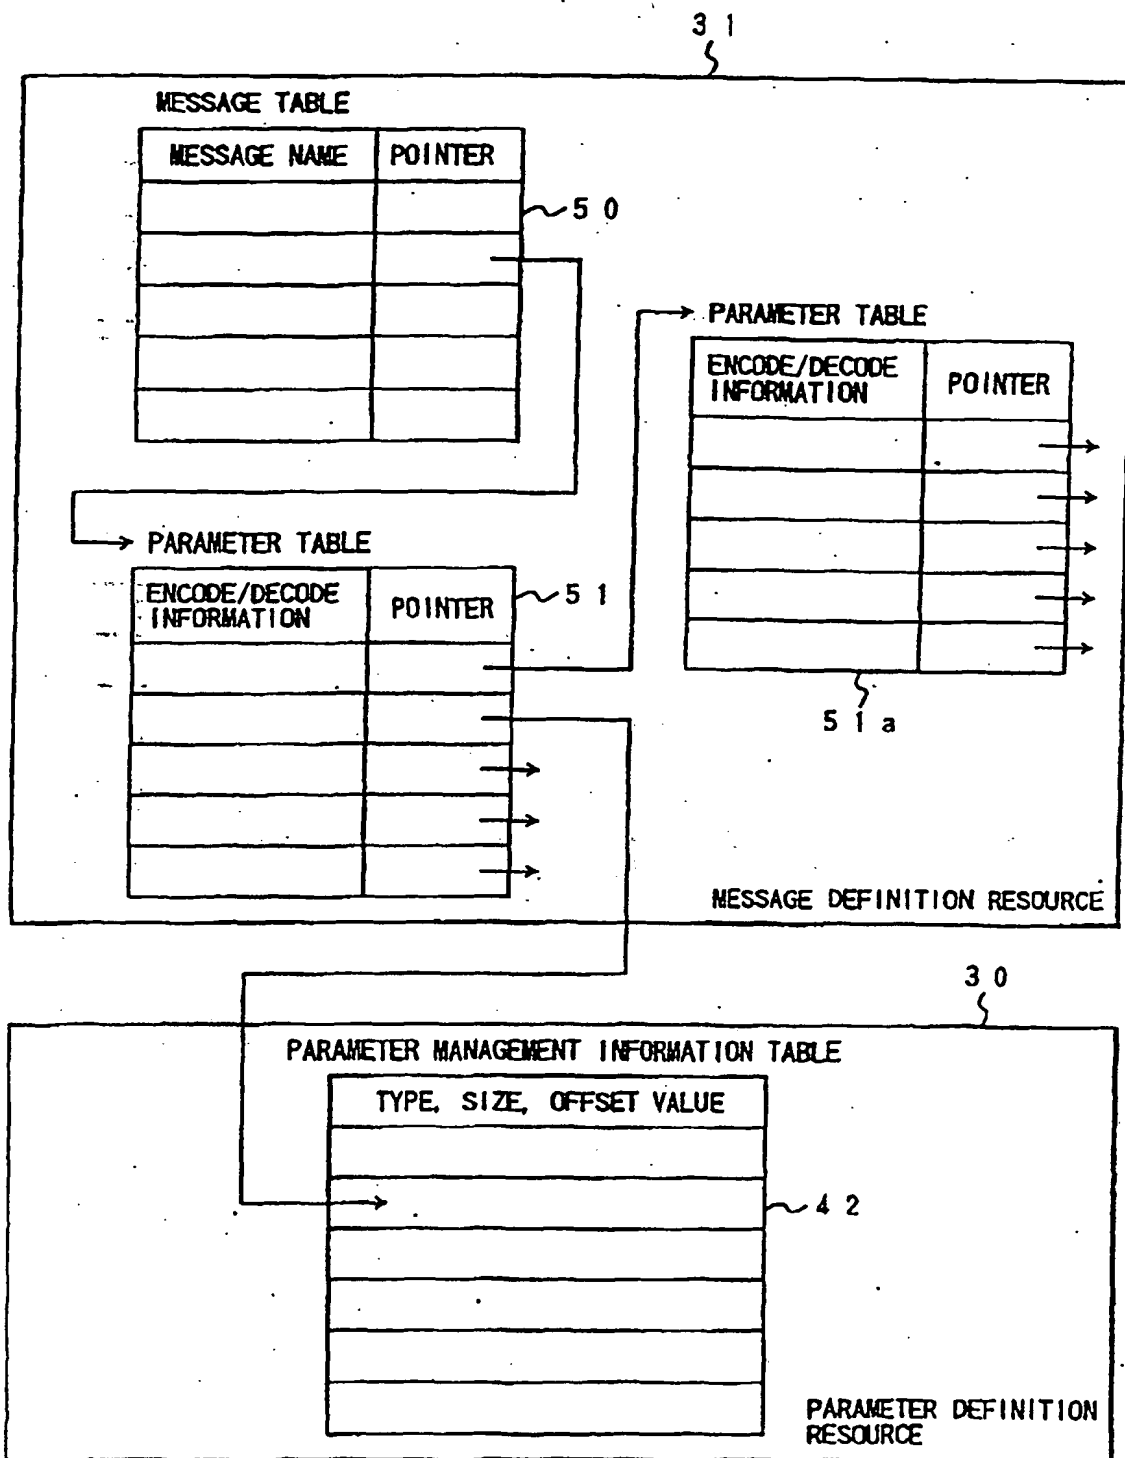 31
MESSAGE TABLE
MESSAGE NAME POINTER
50
PARAMETER TABLE
ENCODE/DECODE
INFORMATION
POINTER
PARAMETER TABLE
ENCODE/DECODE
INFORMATION
POINTER
51
51a
MESSAGE DEFINITION RESOURCE
30
PARAMETER MANAGEMENT INFORMATION TABLE
TYPE, SIZE, OFFSET VALUE
42
PARAMETER DEFINITION
RESOURCE